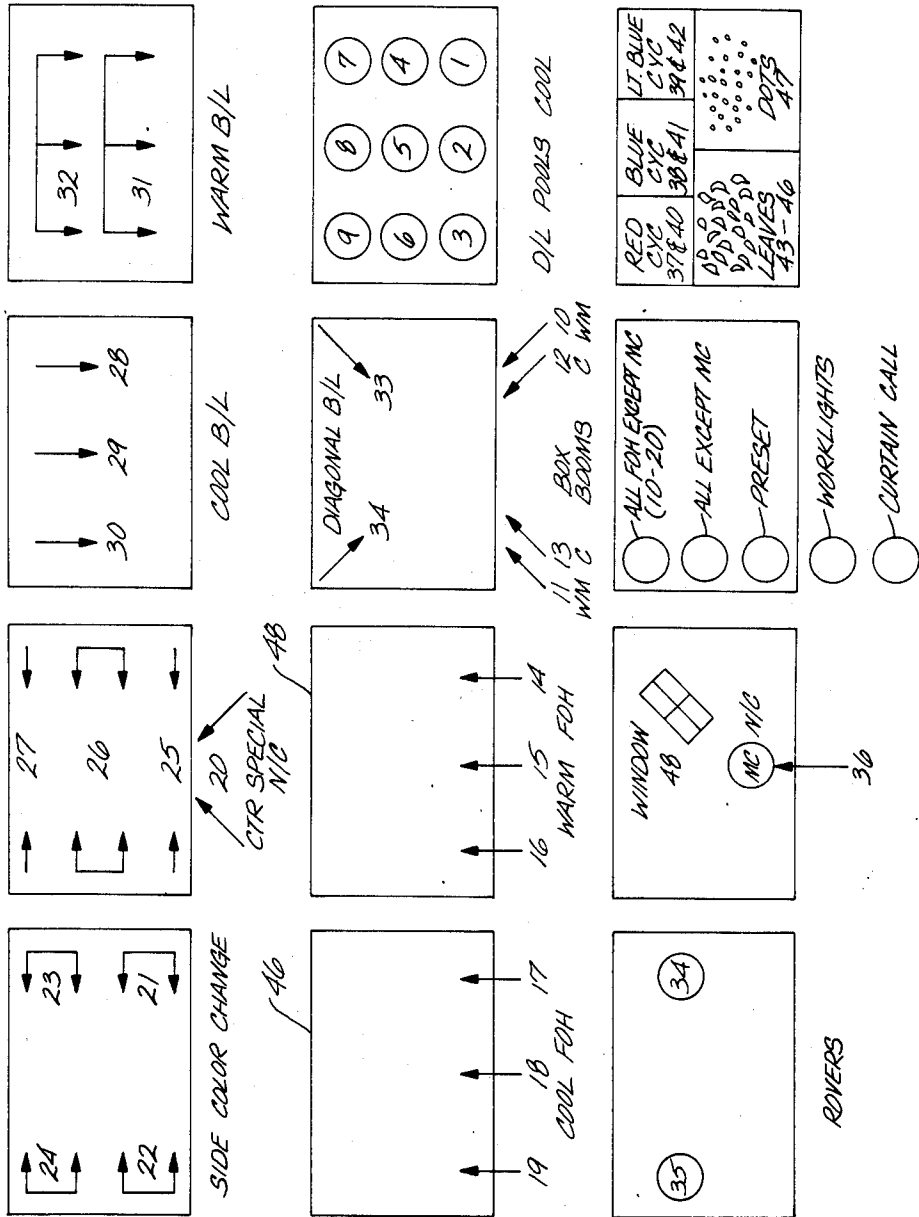 24 23
22 21
SIDE COLOR CHANGE
27
26
25
20
CTR SPECIAL
N/C
30 29 28
COOL B/L
32
31
WARM B/L
46
19 18 17
COOL FOH
48
16 15 14
WARM FOH
DIAGONAL B/L
34 33
11 13 BOX 12 10
WM C BOOMS C WM
9 8 7
6 5 4
3 2 1
D/L POOLS COOL
35 34
ROVERS
WINDOW
48
MC N/C
36
ALL FOH EXCEPT MC
(10-20)
ALL EXCEPT MC
PRESET
WORKLIGHTS
CURTAIN CALL
RED
CYC
37 & 40
BLUE
CYC
38 & 41
LT. BLUE
CYC
39 & 42
LEAVES
43-46
DOTS
47